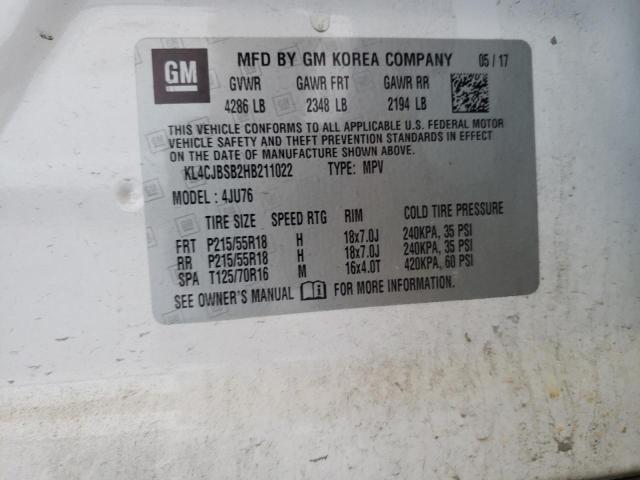 GM
MFD BY GM KOREA COMPANY 05/17
GVWR GAWR FRT GAWR RR
4286 LB 2348 LB 2194 LB
THIS VEHICLE CONFORMS TO ALL APPLICABLE U.S. FEDERAL MOTOR
VEHICLE SAFETY AND THEFT PREVENTION STANDARDS IN EFFECT
ON THE DATE OF MANUFACTURE SHOWN ABOVE.
KL4CJBSB2HB211022 TYPE: MPV
MODEL: 4JU76
TIRE SIZE SPEED RTG RIM COLD TIRE PRESSURE
FRT P215/55R18 H 18x7.0J 240KPA, 35 PSI
RR P215/55R18 H 18x7.0J 240KPA, 35 PSI
SPA T125/70R16 M 16x4.0T 420KPA, 60 PSI
SEE OWNER'S MANUAL FOR MORE INFORMATION.